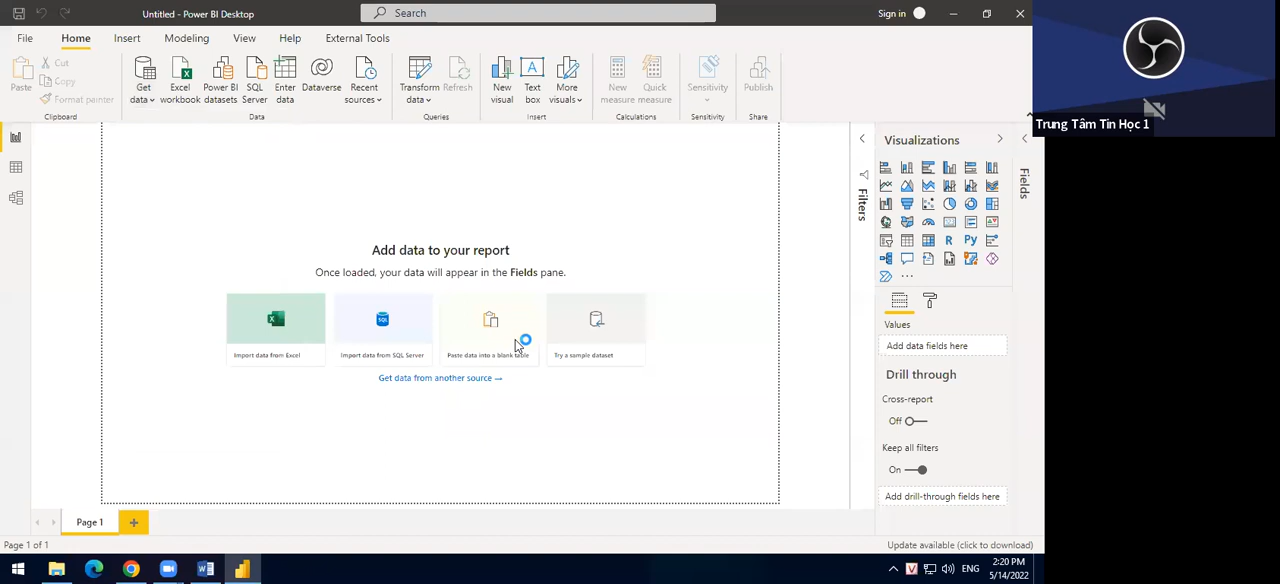 Untitled - Power BI Desktop
Search
Sign in
File
Home
Insert
Modeling
View
Help
External Tools
Paste
Cut
Copy
Format painter
Clipboard
Get data
Excel workbook
Power BI datasets
SQL Server
Enter data
Dataverse
Recent sources
Data
Transform data
Refresh
Queries
New visual
Text box
More visuals
Insert
New measure
Quick measure
Calculations
Sensitivity
Sensitivity
Publish
Share
Trung Tâm Tin Học 1
Add data to your report
Once loaded, your data will appear in the Fields pane.
SQL
Import data from Excel
Import data from SQL Server
Paste data into a blank table
Try a sample dataset
Get data from another source →
Filters
Visualizations
R
Py
Values
Add data fields here
Drill through
Cross-report
Off
Keep all filters
On
Add drill-through fields here
Fields
Page 1
Page 1 of 1
Update available (click to download)
ENG
2:20 PM
5/14/2022